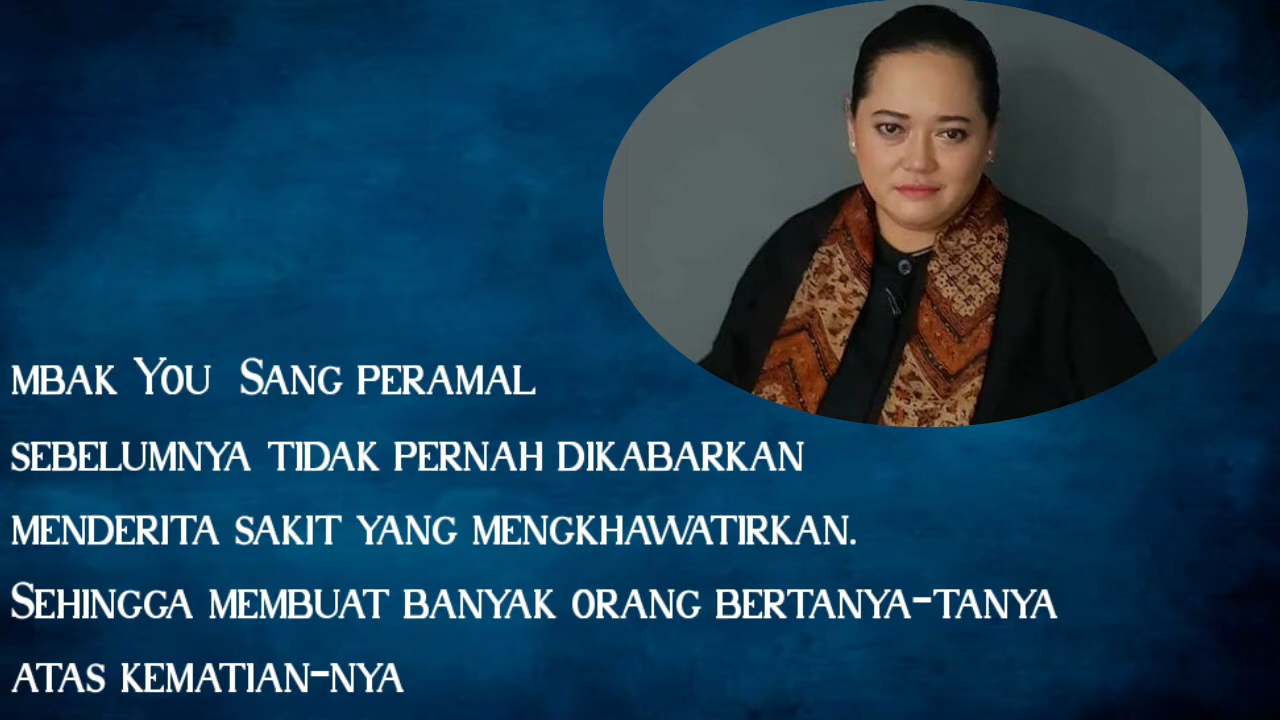 mbak You Sang peramal
sebelumnya tidak pernah dikabarkan
menderita sakit yang mengkhawatirkan.
Sehingga membuat banyak orang bertanya-tanya
atas kematian-nya